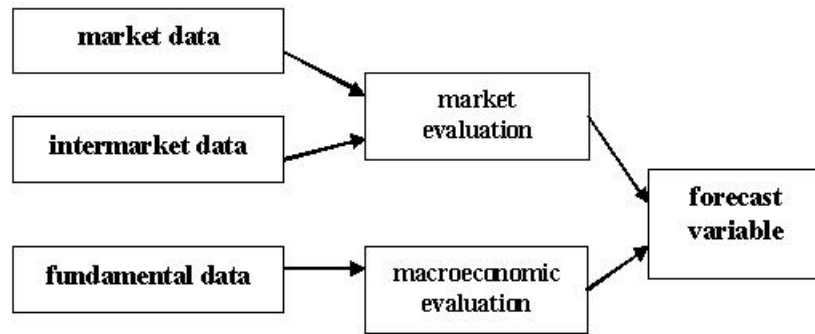 market data
intermarket data
fundamental data
market
evaluation
macroeconomic
evaluation
forecast
variable